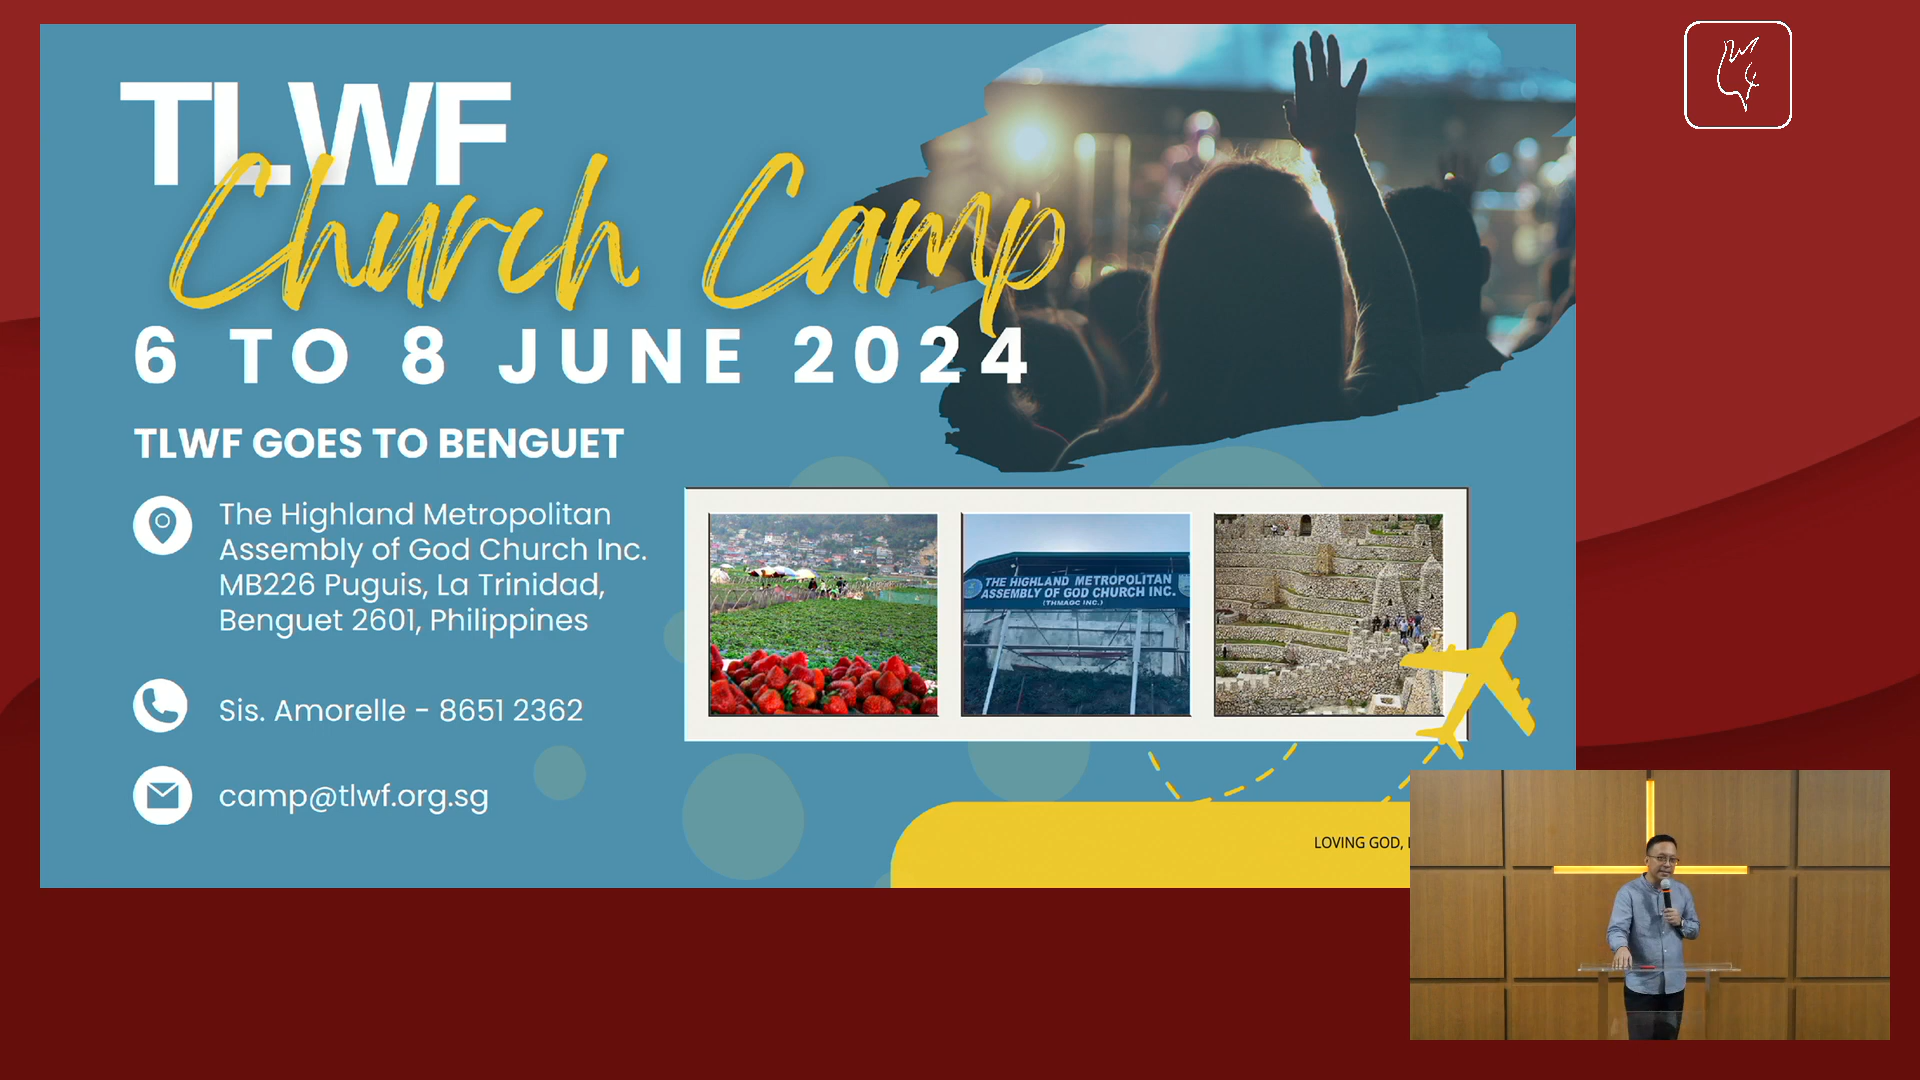 TLWF
Church Camp
6 TO 8 JUNE 2024
TLWF GOES TO BENGUET
The Highland Metropolitan
Assembly of God Church Inc.
MB226 Puguis, La Trinidad,
Benguet 2601, Philippines
Sis. Amorelle - 8651 2362
camp@tlwf.org.sg
THE HIGHLAND METROPOLITAN
ASSEMBLY OF GOD CHURCH INC.
(THMAGC INC.)
LOVING GOD,